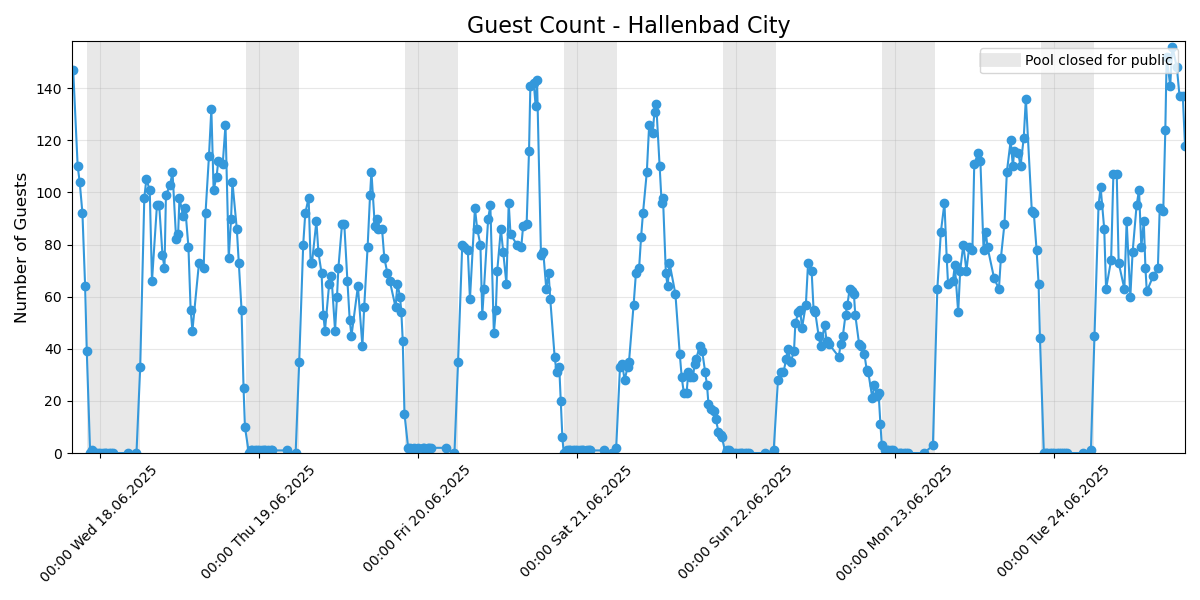 Guest Count - Hallenbad City
Pool closed for public
Number of Guests
140
120
100
80
60
40
20
0
00:00 Wed 18.06.2025
00:00 Thu 19.06.2025
00:00 Fri 20.06.2025
00:00 Sat 21.06.2025
00:00 Sun 22.06.2025
00:00 Mon 23.06.2025
00:00 Tue 24.06.2025